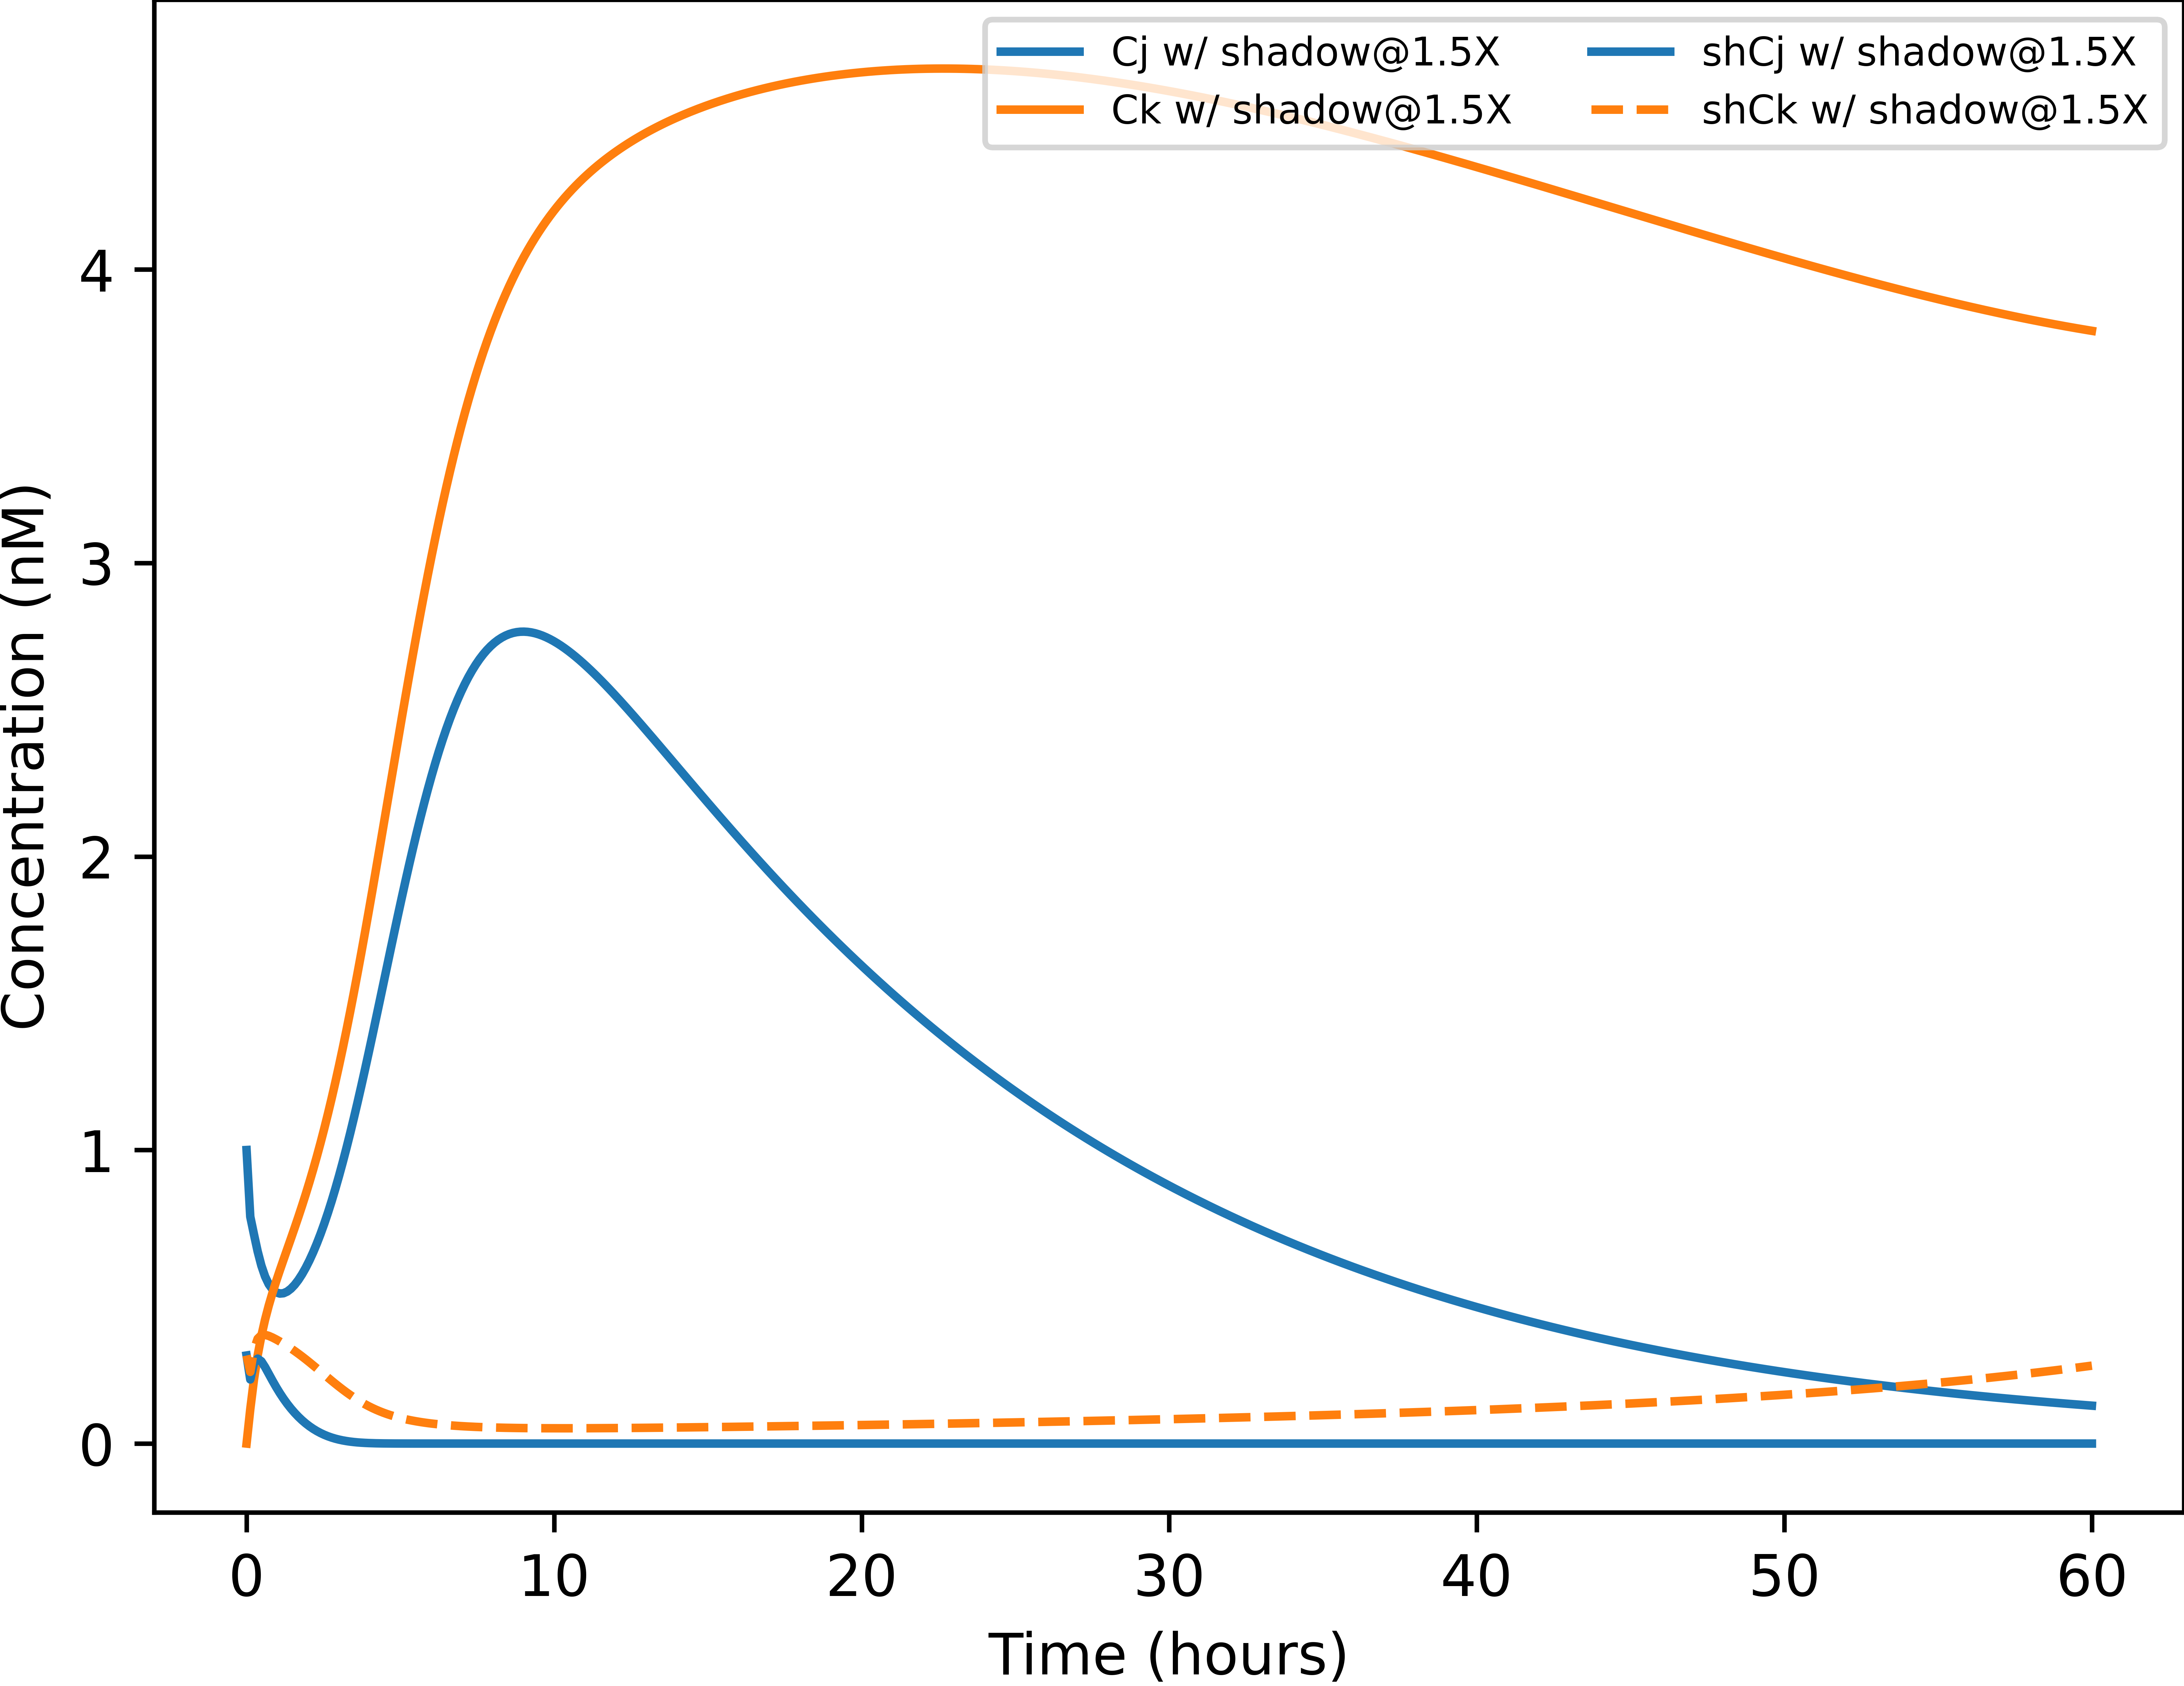 Cj w/ shadow@1.5X
Ck w/ shadow@1.5X
shCj w/ shadow@1.5X
shCk w/ shadow@1.5X
Concentration (nM)
4
3
2
1
0
0 10 20 30 40 50 60
Time (hours)